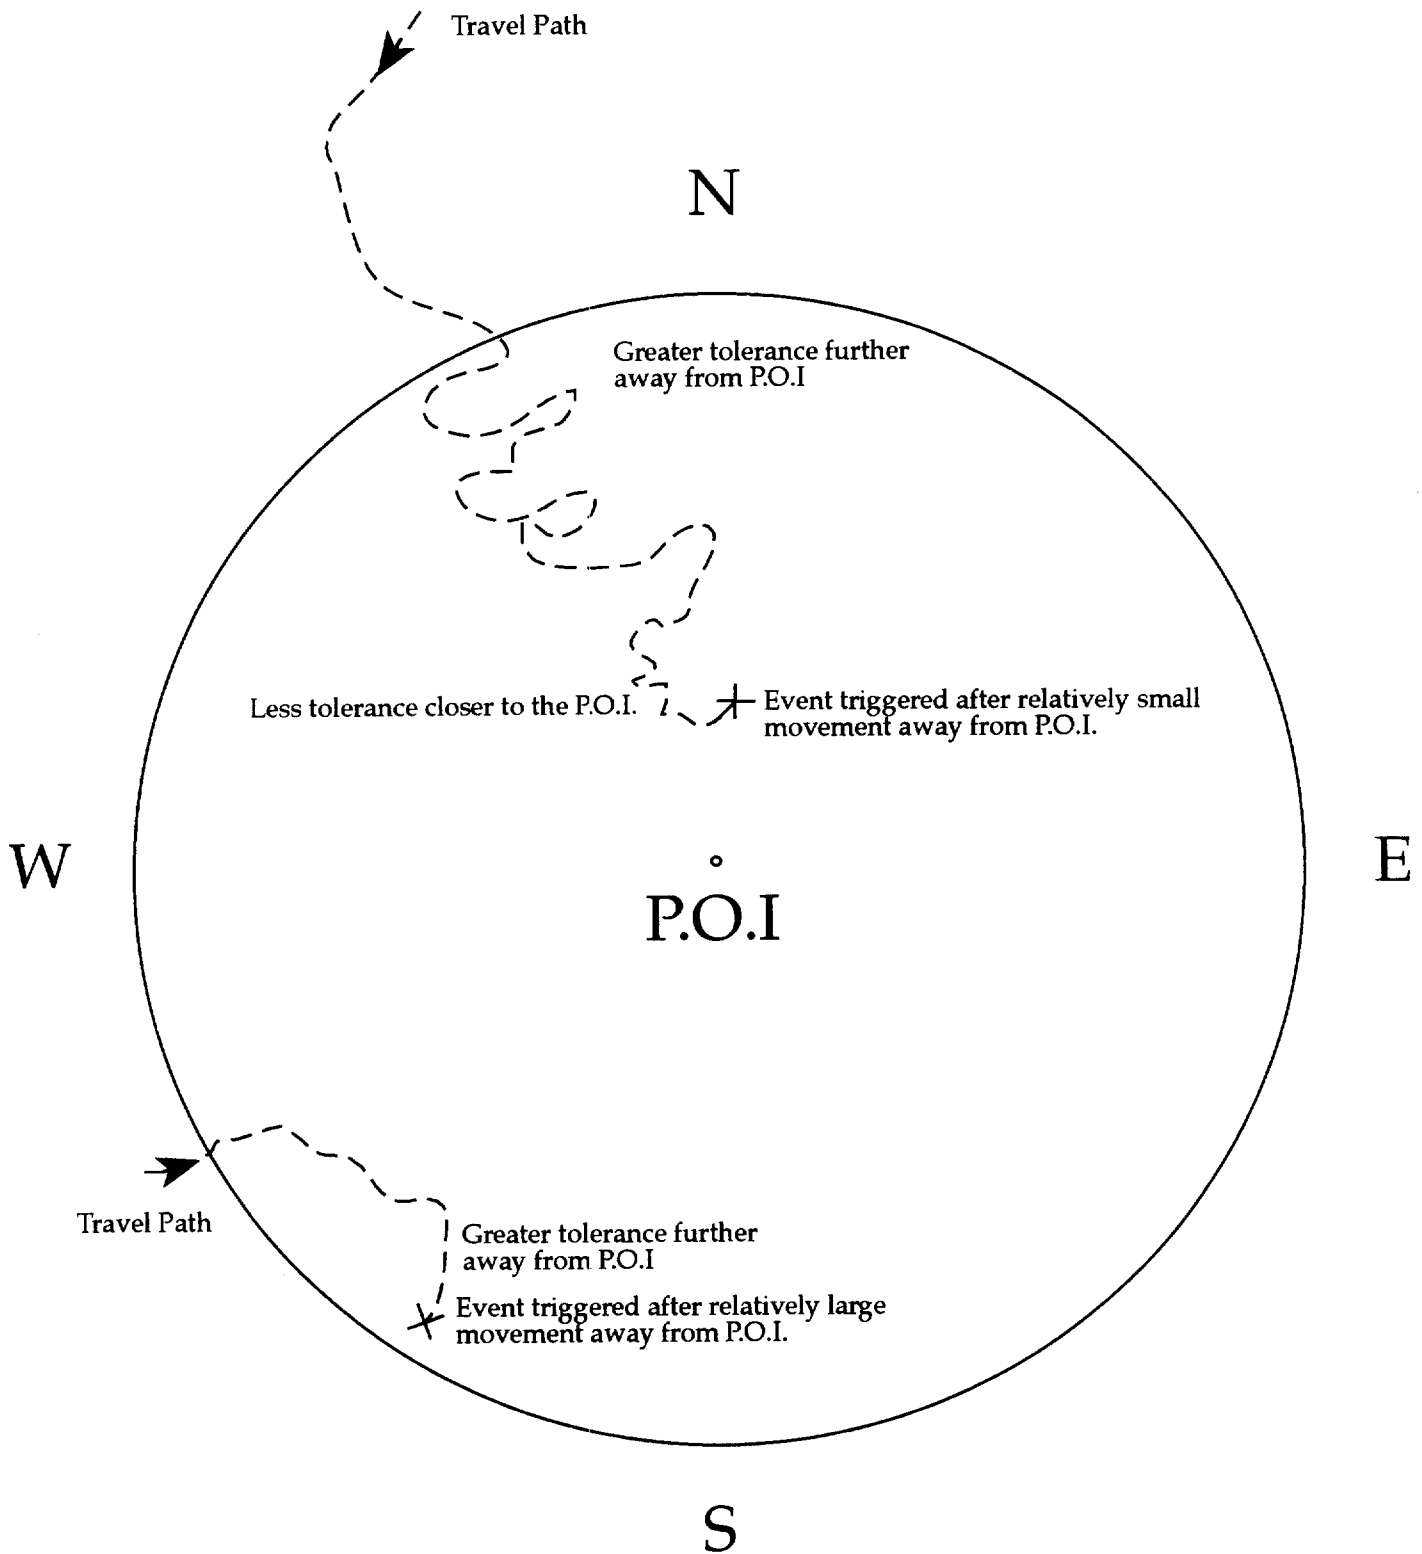 Travel Path
N
Greater tolerance further
away from P.O.I
Less tolerance closer to the P.O.I.
Event triggered after relatively small
movement away from P.O.I.
W
E
P.O.I
Travel Path
Greater tolerance further
away from P.O.I
Event triggered after relatively large
movement away from P.O.I.
S